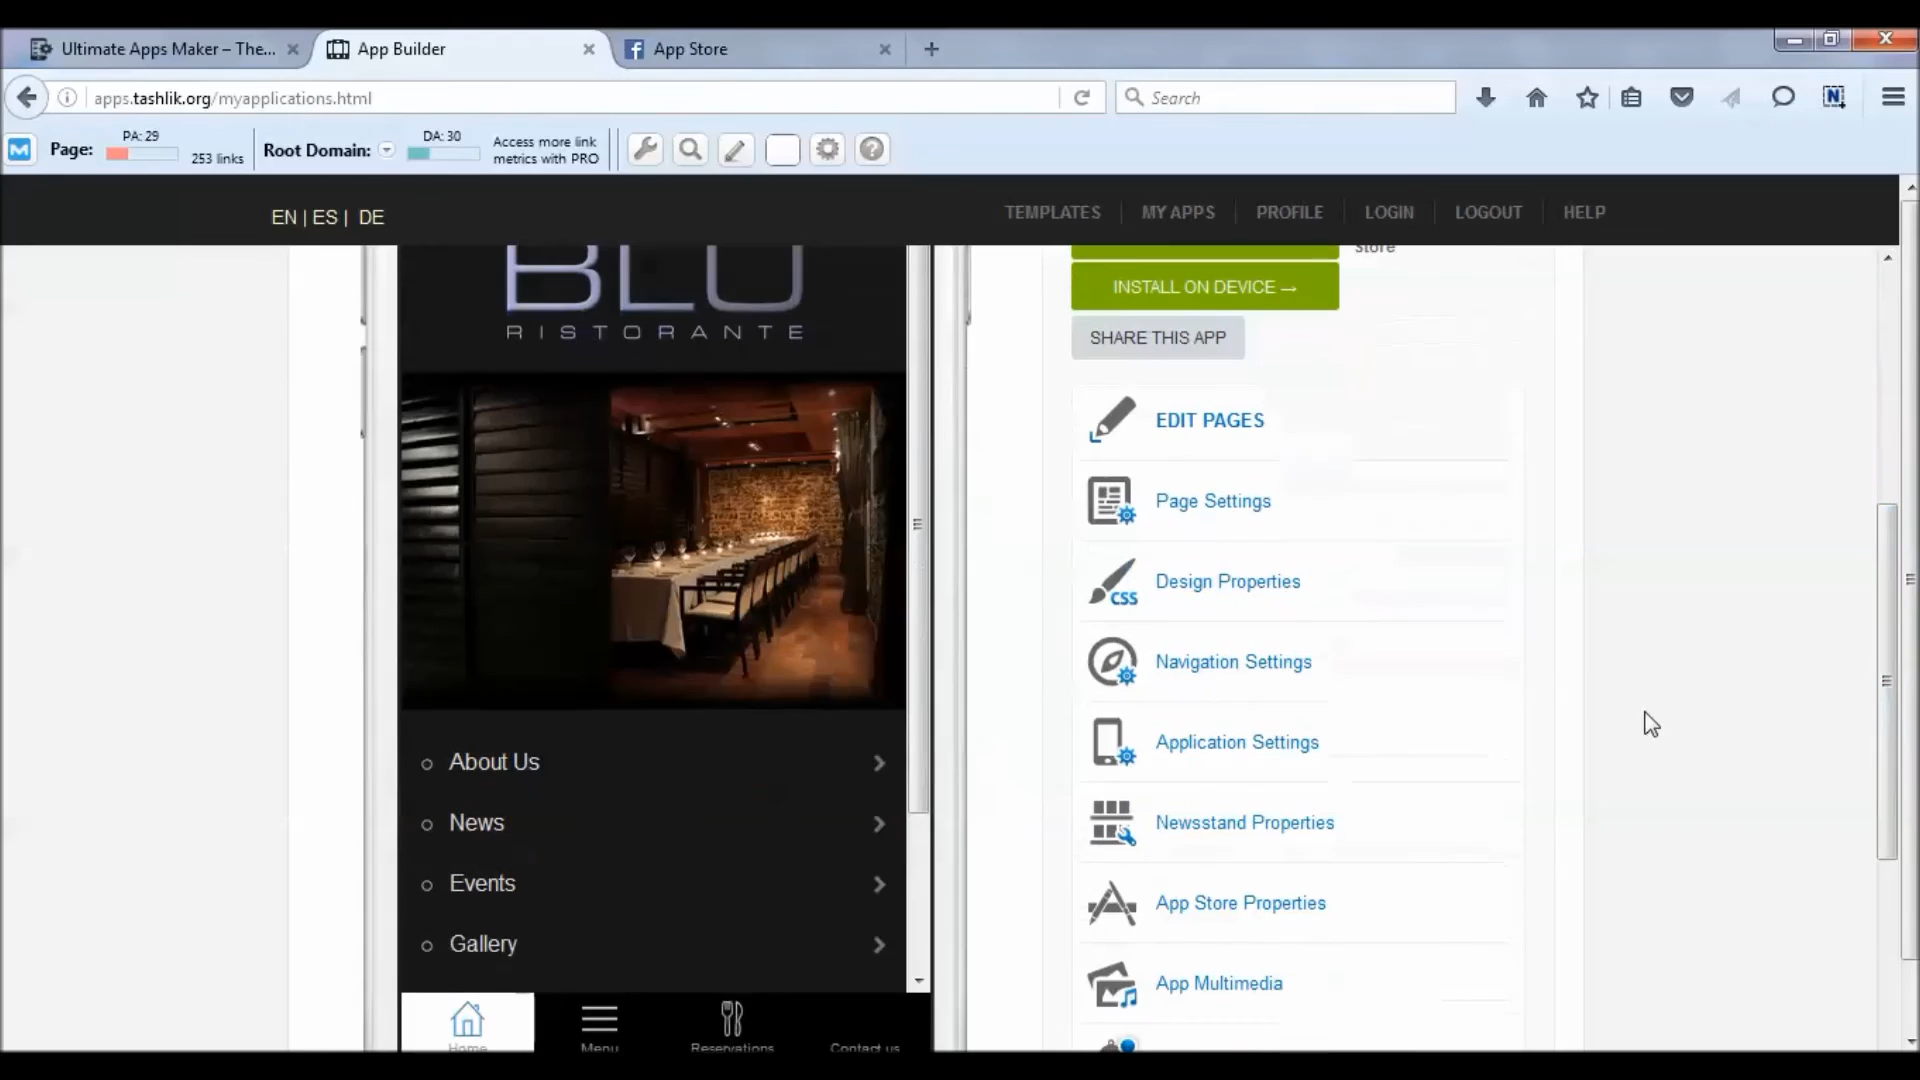 Ultimate Apps Maker – The...
App Builder
App Store
apps.tashlik.org/myapplications.html
Search
Page:
PA: 29
253 links
Root Domain:
DA: 30
Access more link
metrics with PRO
EN | ES | DE
TEMPLATES
MY APPS
PROFILE
LOGIN
LOGOUT
HELP
BLU
RISTORANTE
About Us
News
Events
Gallery
Home
Menu
Reservations
Contact us
Store
INSTALL ON DEVICE →
SHARE THIS APP
EDIT PAGES
Page Settings
CSS
Design Properties
Navigation Settings
Application Settings
Newsstand Properties
App Store Properties
App Multimedia